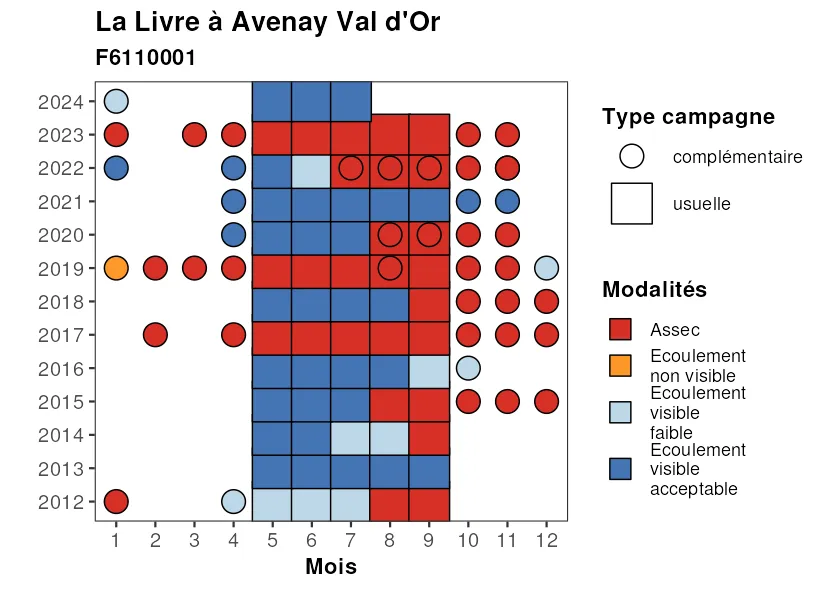 La Livre à Avenay Val d'Or
F6110001
2024
2023
2022
2021
2020
2019
2018
2017
2016
2015
2014
2013
2012
1 2 3 4 5 6 7 8 9 10 11 12
Mois
Type campagne
complémentaire
usuelle
Modalités
Assec
Ecoulement
non visible
Ecoulement
visible
faible
Ecoulement
visible
acceptable